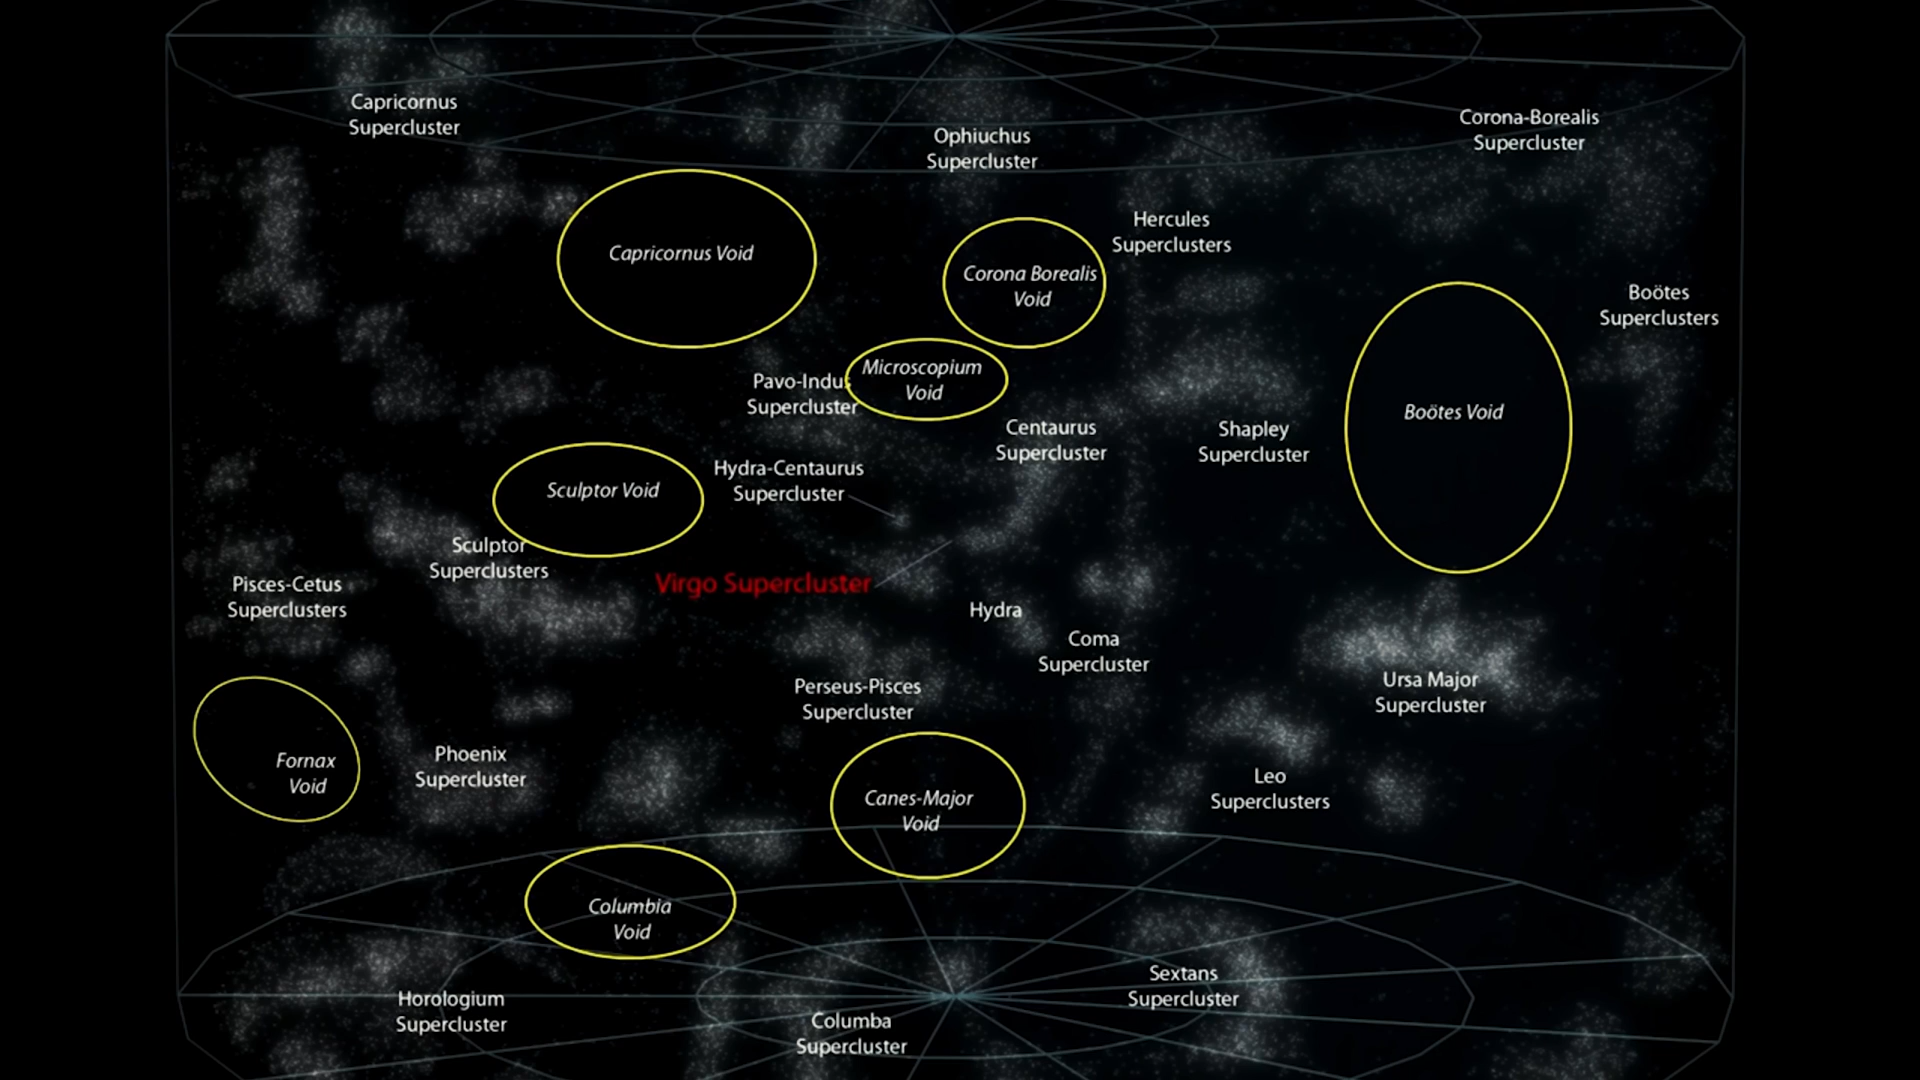 Capricornus
Supercluster
Ophiuchus
Supercluster
Corona-Borealis
Supercluster
Hercules
Superclusters
Capricornus Void
Corona Borealis
Void
Boötes
Superclusters
Microscopium
Void
Pavo-Indus
Supercluster
Boötes Void
Centaurus
Supercluster
Shapley
Supercluster
Hydra-Centaurus
Supercluster
Sculptor Void
Sculptor
Superclusters
Pisces-Cetus
Superclusters
Virgo Supercluster
Hydra
Coma
Supercluster
Perseus-Pisces
Supercluster
Ursa Major
Supercluster
Fornax
Void
Phoenix
Supercluster
Canes-Major
Void
Leo
Superclusters
Columbia
Void
Sextans
Supercluster
Horologium
Supercluster
Columba
Supercluster